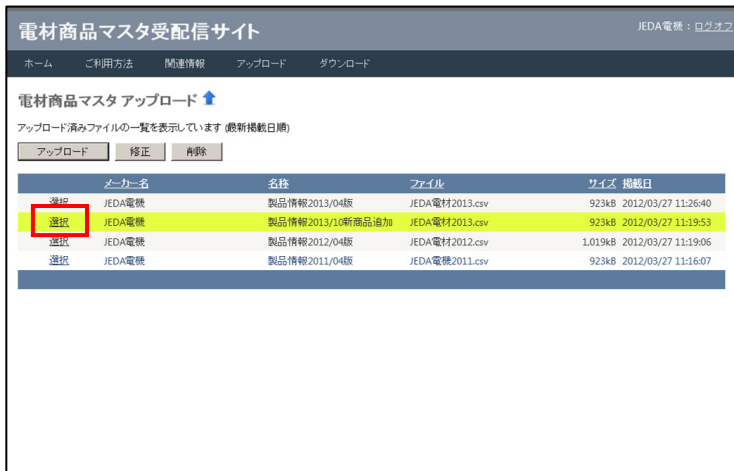 電材商品マスタ受配信サイト JEDA電機：ログオフ
ホーム ご利用方法 関連情報 アップロード ダウンロード
電材商品マスタ アップロード
アップロード済みファイルの一覧を表示しています (最新掲載日順)
アップロード 修正 削除
メーカー名 名称 ファイル サイズ 掲載日
選択 JEDA電機 製品情報2013/04版 JEDA電材2013.csv 923kB 2012/03/27 11:26:40
選択 JEDA電機 製品情報2013/10新商品追加 JEDA電材2013.csv 923kB 2012/03/27 11:19:53
選択 JEDA電機 製品情報2012/04版 JEDA電材2012.csv 1,019kB 2012/03/27 11:19:06
選択 JEDA電機 製品情報2011/04版 JEDA電機2011.csv 923kB 2012/03/27 11:16:07